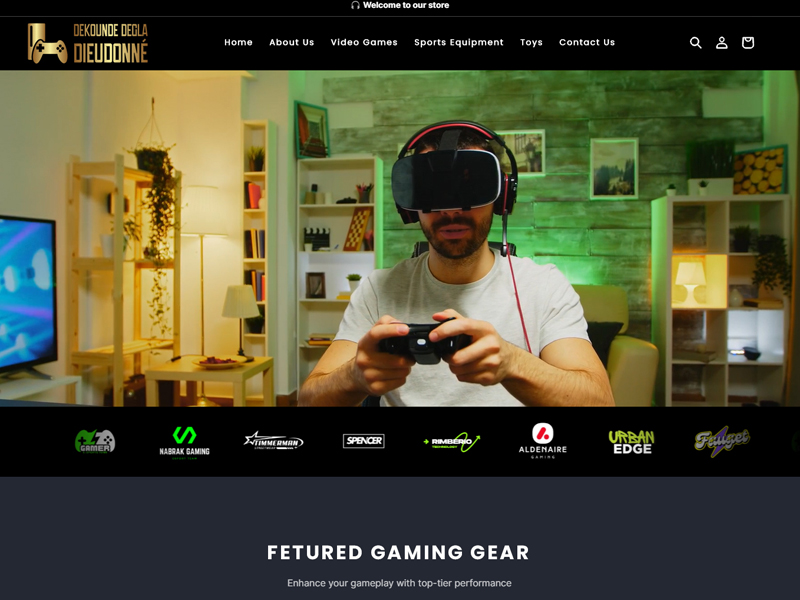 🎧 Welcome to our store
DEKOUNDE DEGLA
DIEUDONNÉ
Home About Us Video Games Sports Equipment Toys Contact Us
GAMER
NABRAK GAMING
TIMMERMAN
SPENCER
RIMBERIO
TECHNOLOGY
ALDENAIRE
GAMING
URBAN
EDGE
FETURED GAMING GEAR
Enhance your gameplay with top-tier performance